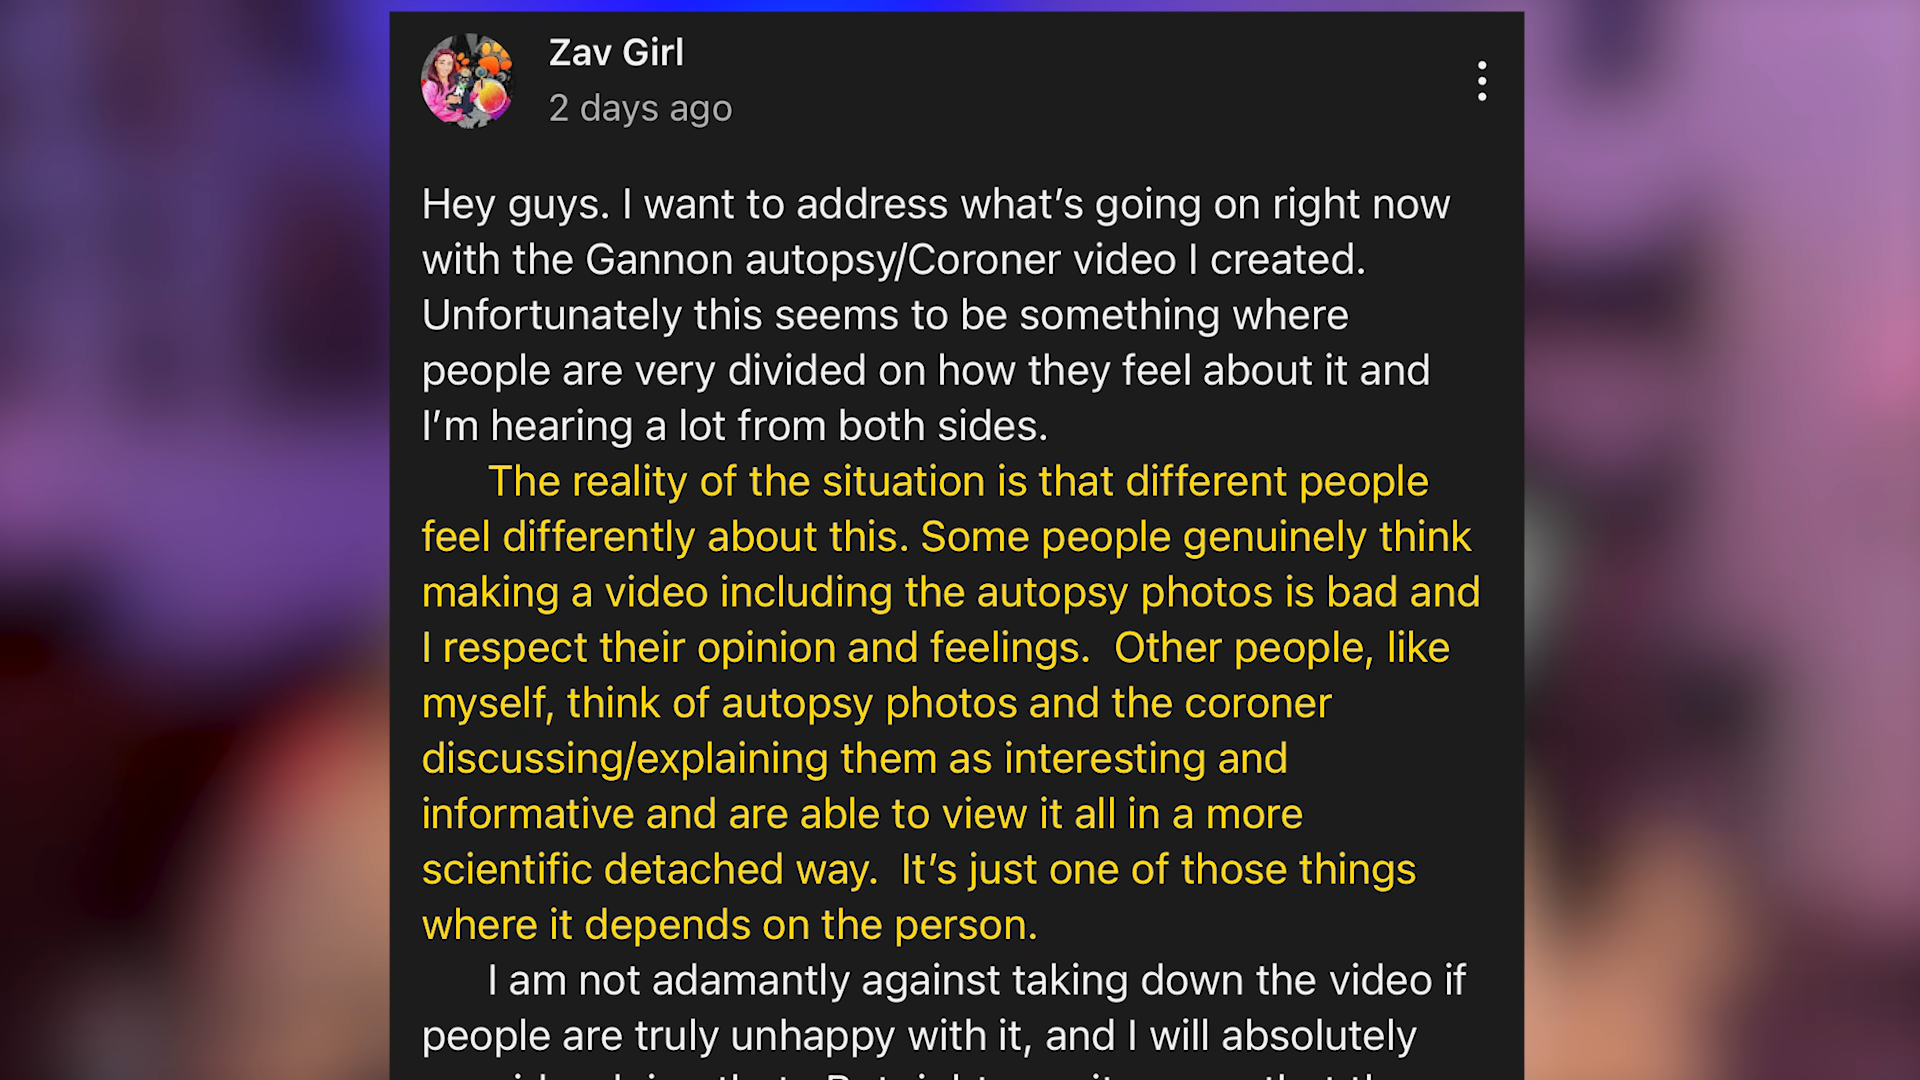 Zav Girl
2 days ago
Hey guys. I want to address what's going on right now
with the Gannon autopsy/Coroner video I created.
Unfortunately this seems to be something where
people are very divided on how they feel about it and
I'm hearing a lot from both sides.
The reality of the situation is that different people
feel differently about this. Some people genuinely think
making a video including the autopsy photos is bad and
I respect their opinion and feelings.  Other people, like
myself, think of autopsy photos and the coroner
discussing/explaining them as interesting and
informative and are able to view it all in a more
scientific detached way.  It's just one of those things
where it depends on the person.
I am not adamantly against taking down the video if
people are truly unhappy with it, and I will absolutely